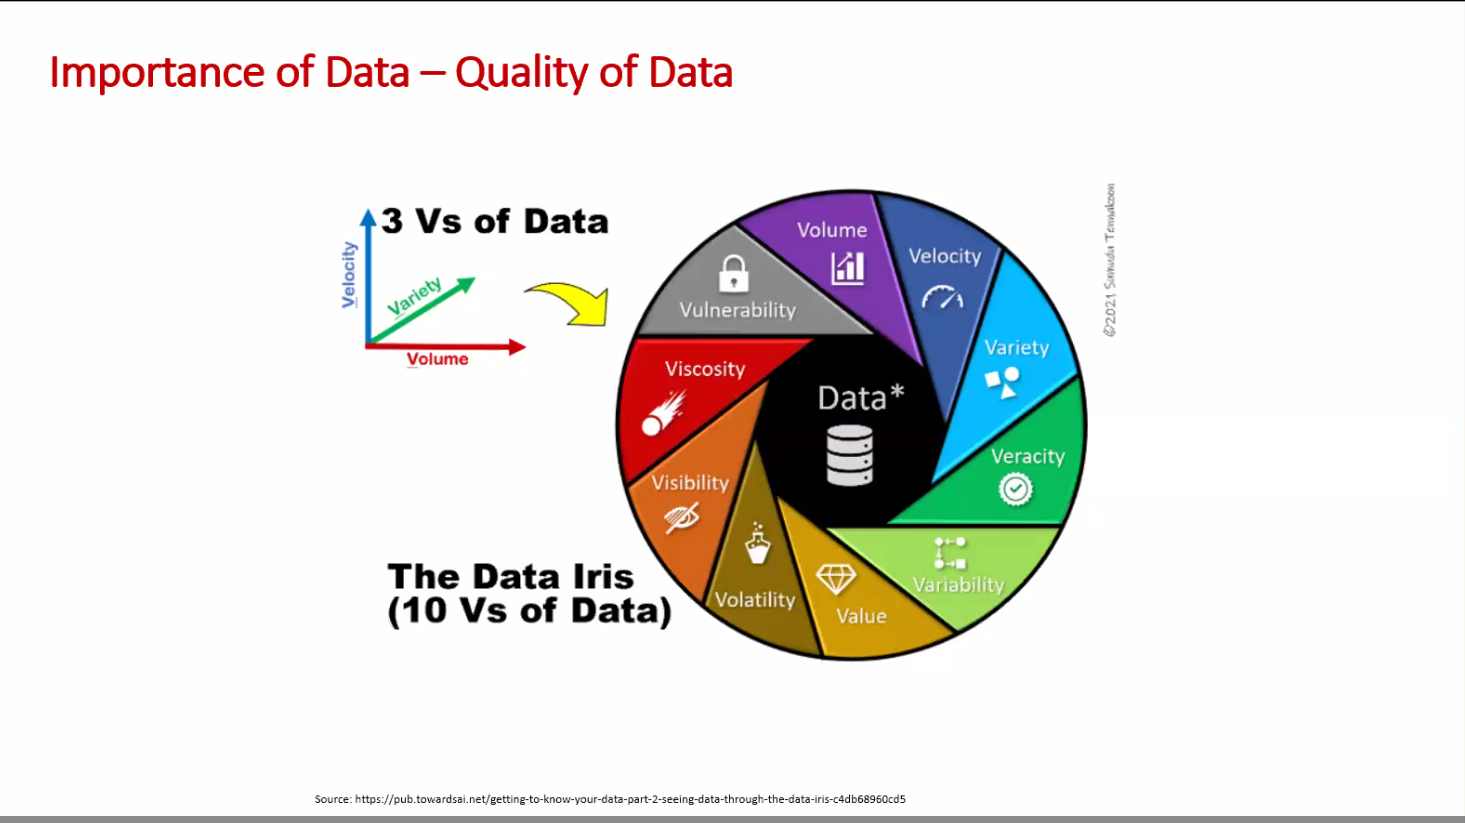 Importance of Data – Quality of Data
3 Vs of Data
Velocity
Variety
Volume
The Data Iris
(10 Vs of Data)
Volume
Velocity
Variety
Veracity
Variability
Value
Volatility
Visibility
Viscosity
Vulnerability
Data*
©2021 Sumudu Tennakoon
Source: https://pub.towardsai.net/getting-to-know-your-data-part-2-seeing-data-through-the-data-iris-c4db68960cd5